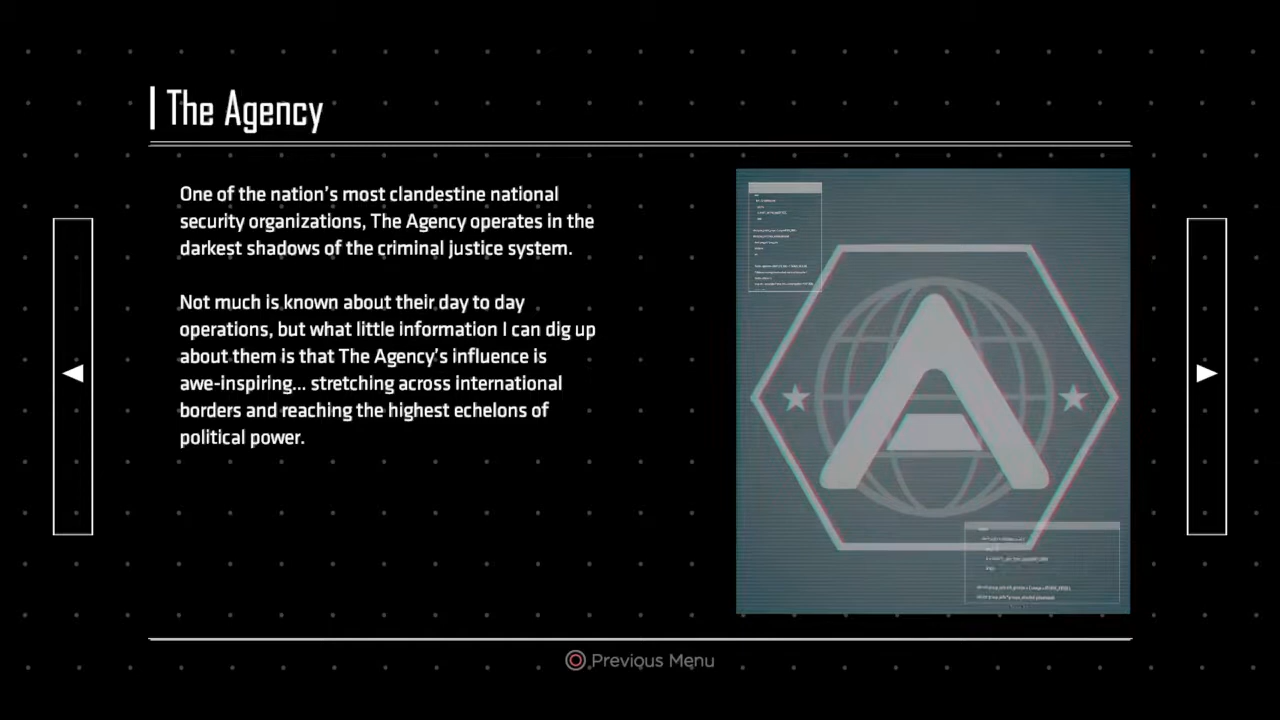 The Agency
One of the nation's most clandestine national
security organizations, The Agency operates in the
darkest shadows of the criminal justice system.
Not much is known about their day to day
operations, but what little information I can dig up
about them is that The Agency's influence is
awe-inspiring... stretching across international
borders and reaching the highest echelons of
political power.
Previous Menu